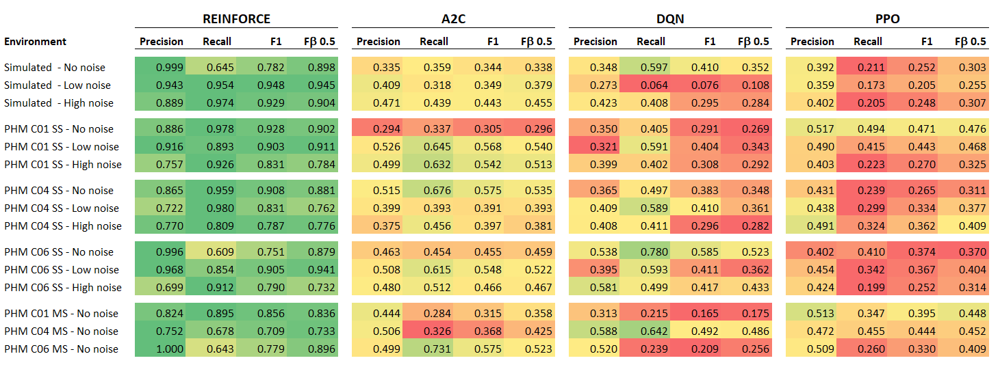 REINFORCE A2C DQN PPO
Environment Precision Recall F1 Fβ 0.5 Precision Recall F1 Fβ 0.5 Precision Recall F1 Fβ 0.5 Precision Recall F1 Fβ 0.5
Simulated - No noise 0.999 0.645 0.782 0.898 0.335 0.359 0.344 0.338 0.348 0.597 0.410 0.352 0.392 0.211 0.252 0.303
Simulated - Low noise 0.943 0.954 0.948 0.945 0.409 0.318 0.349 0.379 0.273 0.064 0.076 0.108 0.359 0.173 0.205 0.255
Simulated - High noise 0.889 0.974 0.929 0.904 0.471 0.439 0.443 0.455 0.423 0.408 0.295 0.284 0.402 0.205 0.248 0.307
PHM C01 SS - No noise 0.886 0.978 0.928 0.902 0.294 0.337 0.305 0.296 0.350 0.405 0.291 0.269 0.517 0.494 0.471 0.476
PHM C01 SS - Low noise 0.916 0.893 0.903 0.911 0.526 0.645 0.568 0.540 0.321 0.591 0.404 0.343 0.490 0.415 0.443 0.468
PHM C01 SS - High noise 0.757 0.926 0.831 0.784 0.499 0.632 0.542 0.513 0.399 0.402 0.308 0.292 0.403 0.223 0.270 0.325
PHM C04 SS - No noise 0.865 0.959 0.908 0.881 0.515 0.676 0.575 0.535 0.365 0.497 0.383 0.348 0.431 0.239 0.265 0.311
PHM C04 SS - Low noise 0.722 0.980 0.831 0.762 0.399 0.393 0.391 0.393 0.409 0.589 0.410 0.361 0.438 0.299 0.334 0.377
PHM C04 SS - High noise 0.770 0.809 0.787 0.776 0.375 0.456 0.397 0.381 0.408 0.411 0.296 0.282 0.491 0.324 0.362 0.409
PHM C06 SS - No noise 0.996 0.609 0.751 0.879 0.463 0.454 0.455 0.459 0.538 0.780 0.585 0.523 0.402 0.410 0.374 0.370
PHM C06 SS - Low noise 0.968 0.854 0.905 0.941 0.508 0.615 0.548 0.522 0.395 0.593 0.411 0.362 0.454 0.342 0.367 0.404
PHM C06 SS - High noise 0.699 0.912 0.790 0.732 0.480 0.512 0.466 0.467 0.581 0.499 0.417 0.433 0.424 0.199 0.252 0.314
PHM C01 MS - No noise 0.824 0.895 0.856 0.836 0.444 0.284 0.315 0.358 0.313 0.215 0.165 0.175 0.513 0.347 0.395 0.448
PHM C04 MS - No noise 0.752 0.678 0.709 0.733 0.506 0.326 0.368 0.425 0.588 0.642 0.492 0.486 0.472 0.455 0.444 0.452
PHM C06 MS - No noise 1.000 0.643 0.779 0.896 0.499 0.731 0.575 0.523 0.520 0.239 0.209 0.256 0.509 0.260 0.330 0.409